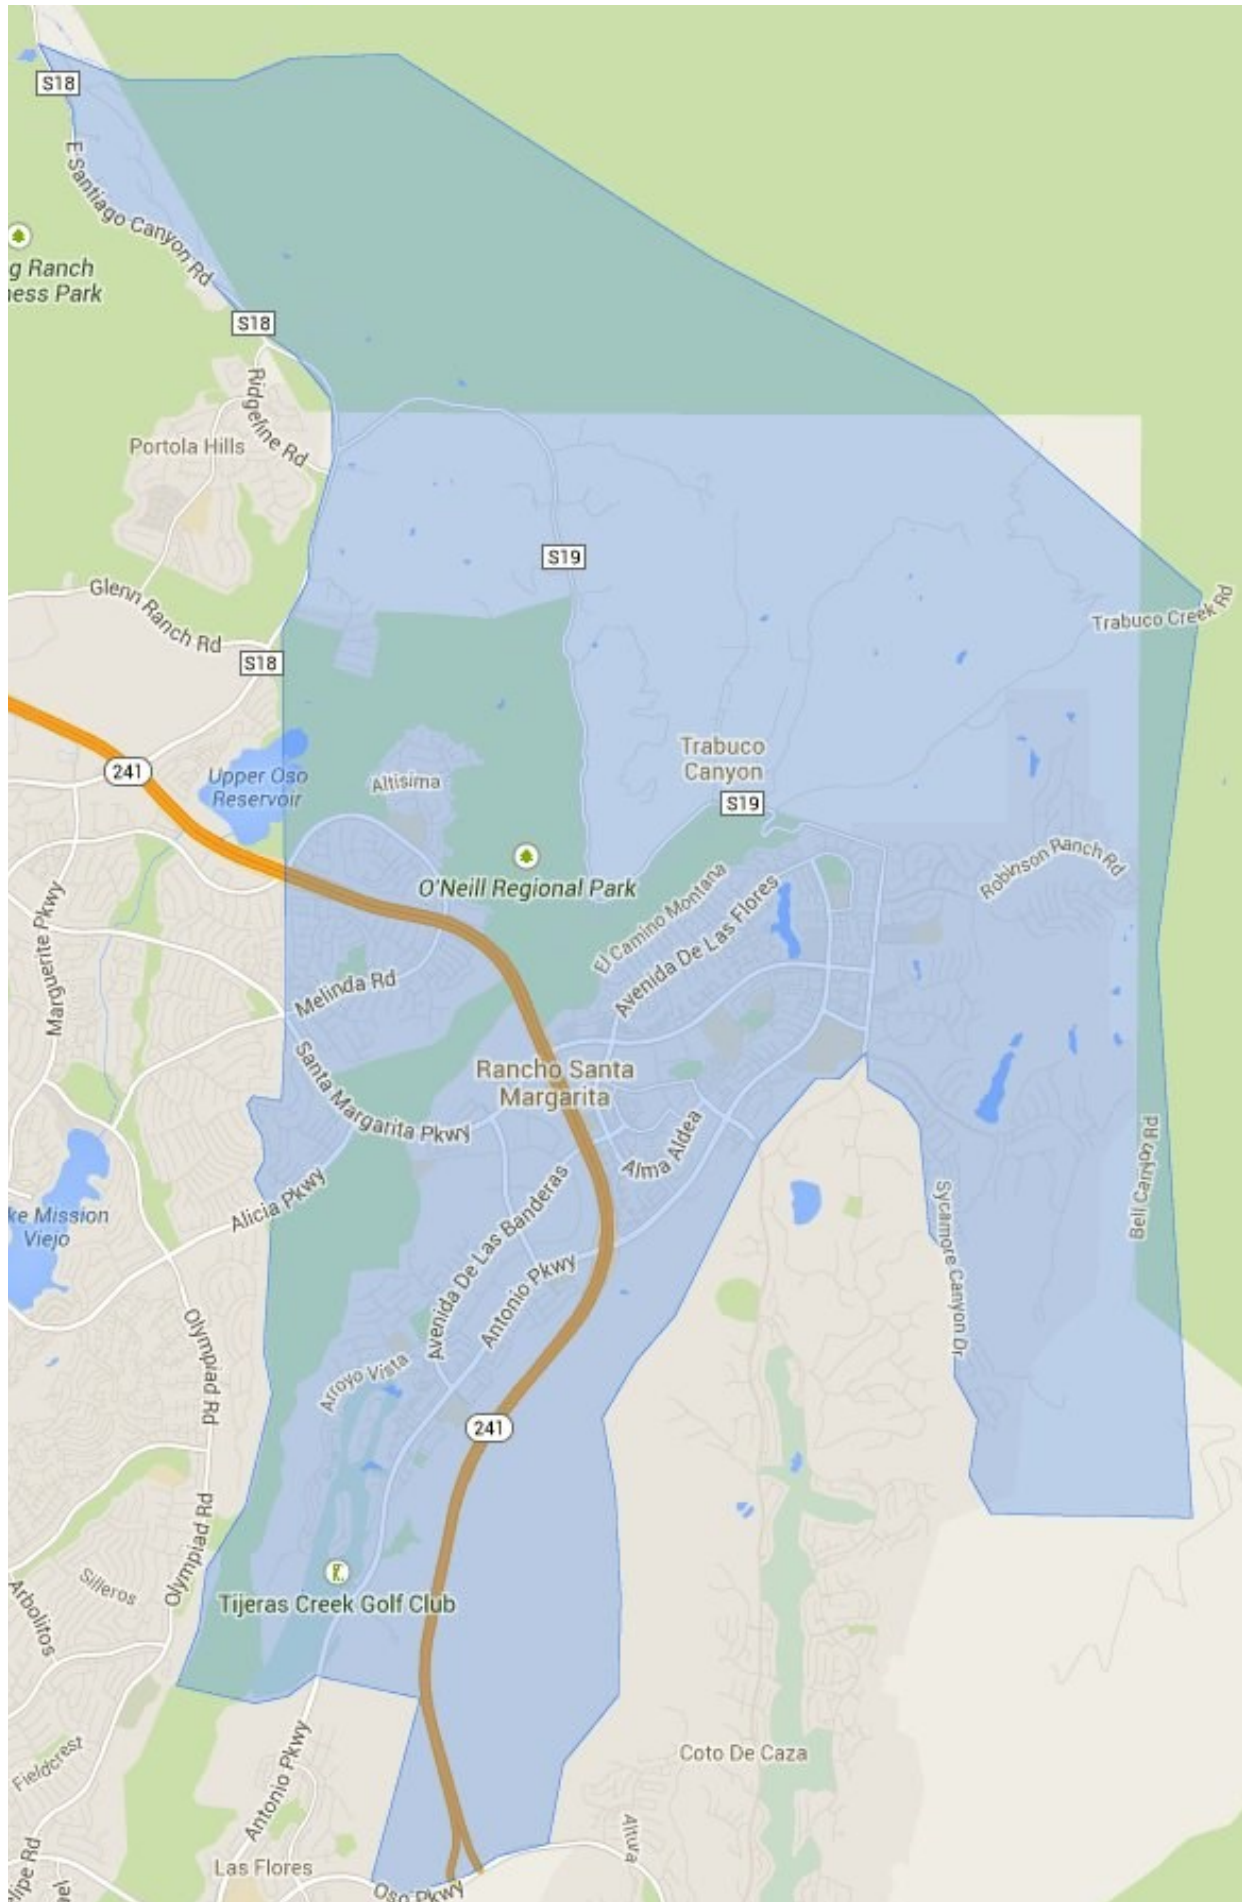 S18
E Santiago Canyon Rd
g Ranch
ness Park
S18
Ridgeline Rd
Portola Hills
S19
Glenn Ranch Rd
Trabuco Creek Rd
S18
Trabuco
Canyon
241
Upper Oso
Reservoir
Altisima
S19
O'Neill Regional Park
Robinson Ranch Rd
El Camino Montana
Avenida De Las Flores
Marguerite Pkwy
Melinda Rd
Rancho Santa
Margarita
Santa Margarita Pkwy
Alma Aldea
Bell Canyon Rd
Alicia Pkwy
ke Mission
Viejo
Sycamore Canyon Dr
Avenida De Las Banderas
Antonio Pkwy
Olympiad Rd
Arroyo Vista
241
Olympiad Rd
Silleros
Tijeras Creek Golf Club
Arbolitos
Fieldcrest
Antonio Pkwy
Coto De Caza
Altiva
lipe Rd
Las Flores
Oso Pkwy